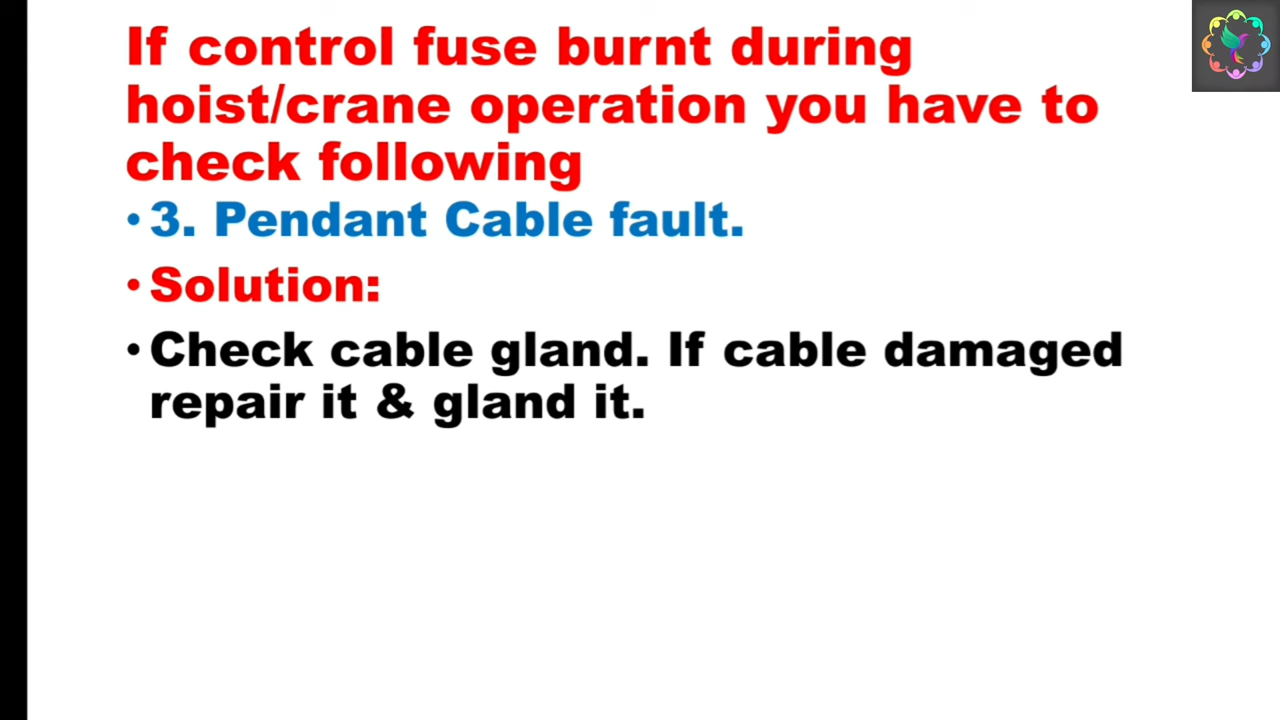 If control fuse burnt during
hoist/crane operation you have to
check following
• 3. Pendant Cable fault.
• Solution:
• Check cable gland. If cable damaged
repair it & gland it.